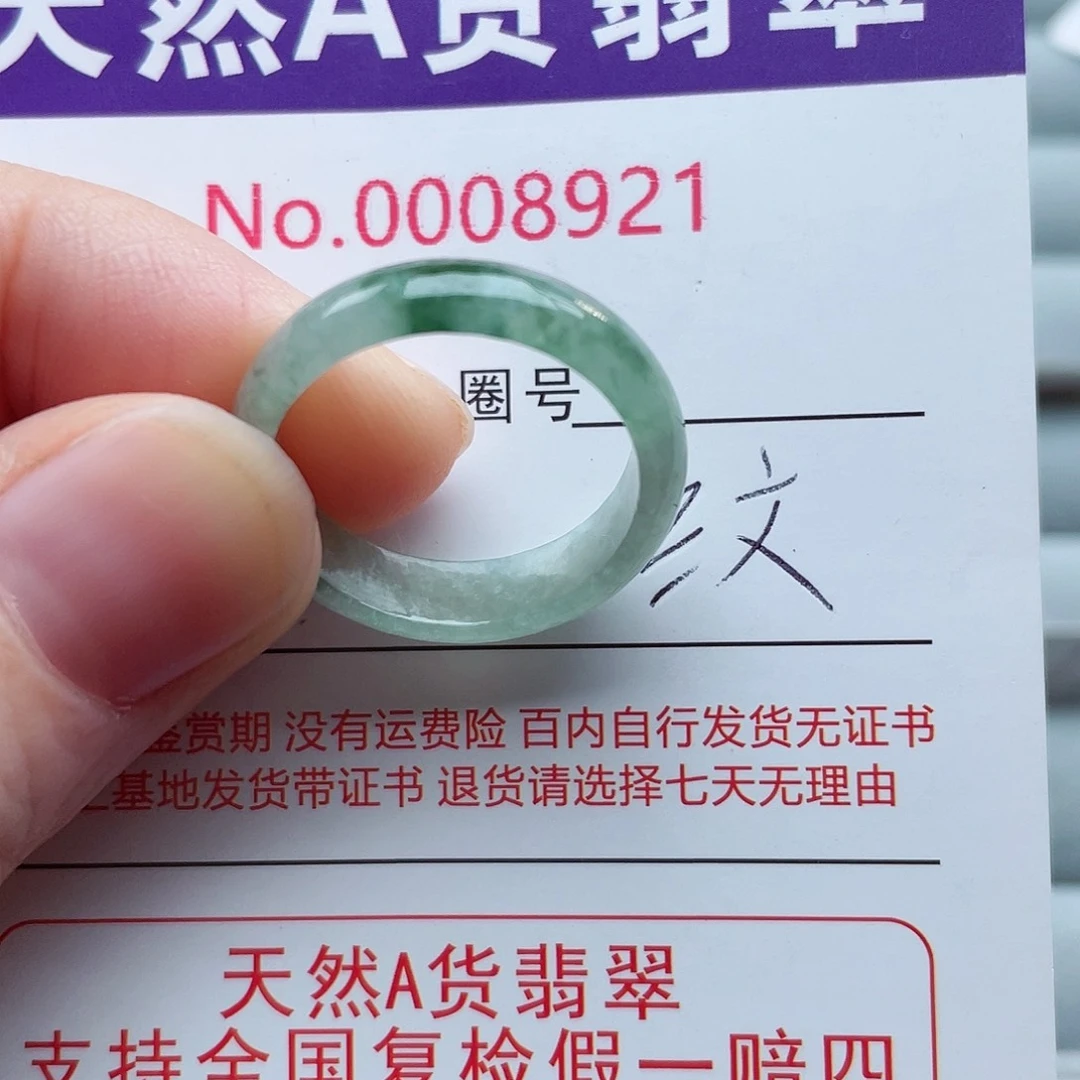 天然A货翡翠
No.0008921
圈号
纹
鉴赏期 没有运费险 百内自行发货无证书
基地发货带证书 退货请选择七天无理由
天然A货翡翠
支持全国复检假一赔四